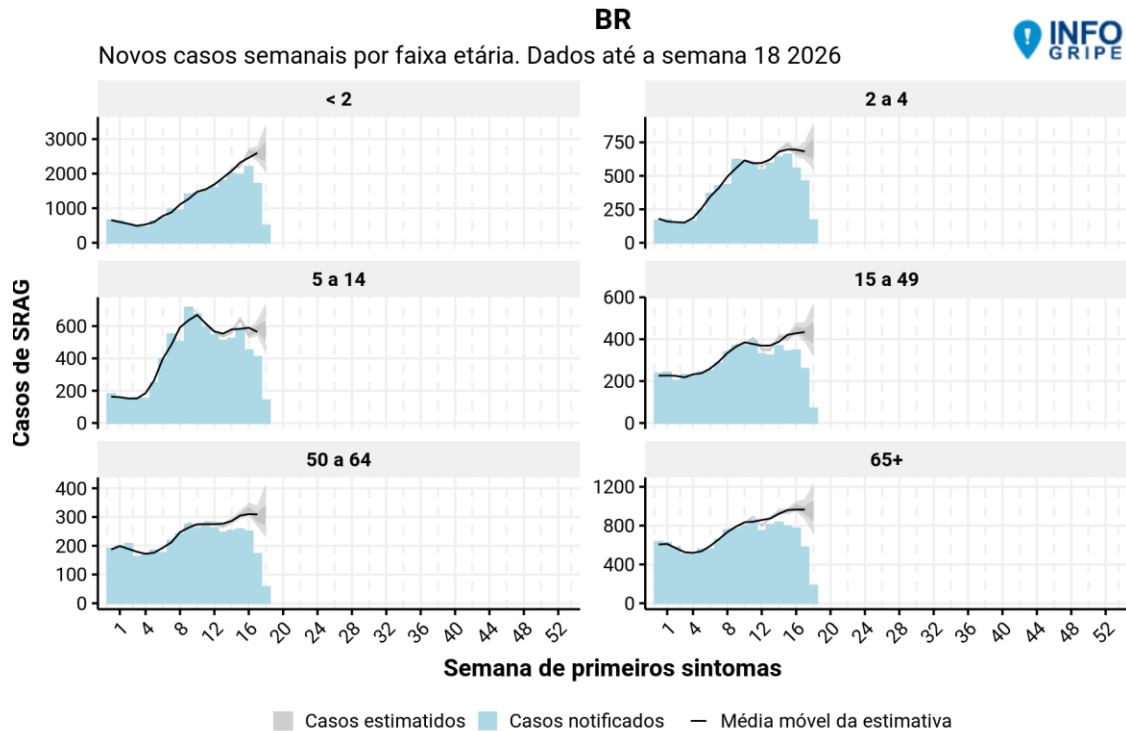 BR
INFO
GRIPE
Novos casos semanais por faixa etária. Dados até a semana 18 2026
Casos de SRAG
< 2
3000
2000
1000
0
2 a 4
750
500
250
0
5 a 14
600
400
200
0
15 a 49
600
400
200
0
50 a 64
400
300
200
100
0
65+
1200
800
400
0
1 4 8 12 16 20 24 28 32 36 40 44 48 52
1 4 8 12 16 20 24 28 32 36 40 44 48 52
Semana de primeiros sintomas
Casos estimatidos Casos notificados Média móvel da estimativa